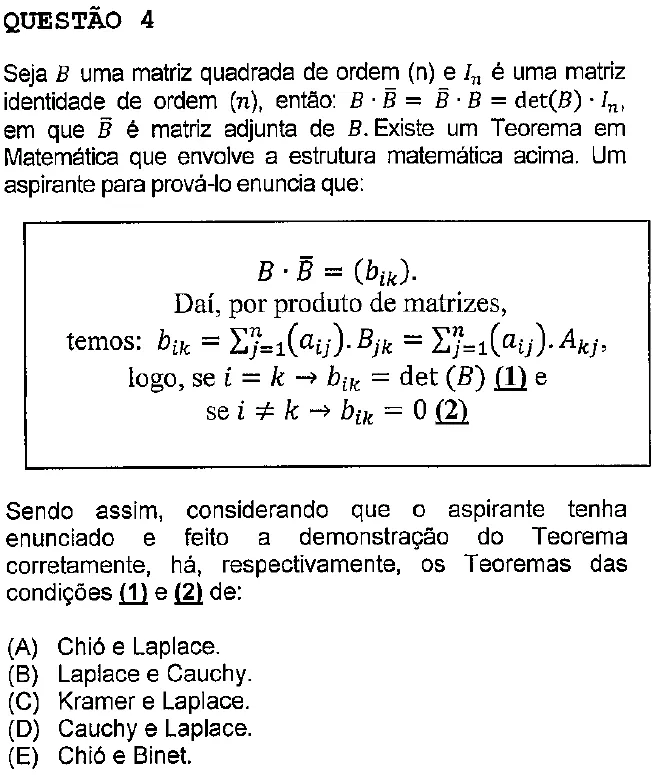 QUESTÃO 4
Seja B uma matriz quadrada de ordem (n) e Iₙ é uma matriz
identidade de ordem (n), então: B · B̄ = B̄ · B = det(B) · Iₙ,
em que B̄ é matriz adjunta de B. Existe um Teorema em
Matemática que envolve a estrutura matemática acima. Um
aspirante para prová-lo enuncia que:
B · B̄ = (bᵢₖ).
Daí, por produto de matrizes,
temos: bᵢₖ = ∑ⁿⱼ₌₁(aᵢⱼ). Bⱼₖ = ∑ⁿⱼ₌₁(aᵢⱼ). Aₖⱼ,
logo, se i = k → bᵢₖ = det (B) (1) e
se i ≠ k → bᵢₖ = 0 (2)
Sendo assim, considerando que o aspirante tenha
enunciado e feito a demonstração do Teorema
corretamente, há, respectivamente, os Teoremas das
condições (1) e (2) de:
(A) Chió e Laplace.
(B) Laplace e Cauchy.
(C) Kramer e Laplace.
(D) Cauchy e Laplace.
(E) Chió e Binet.